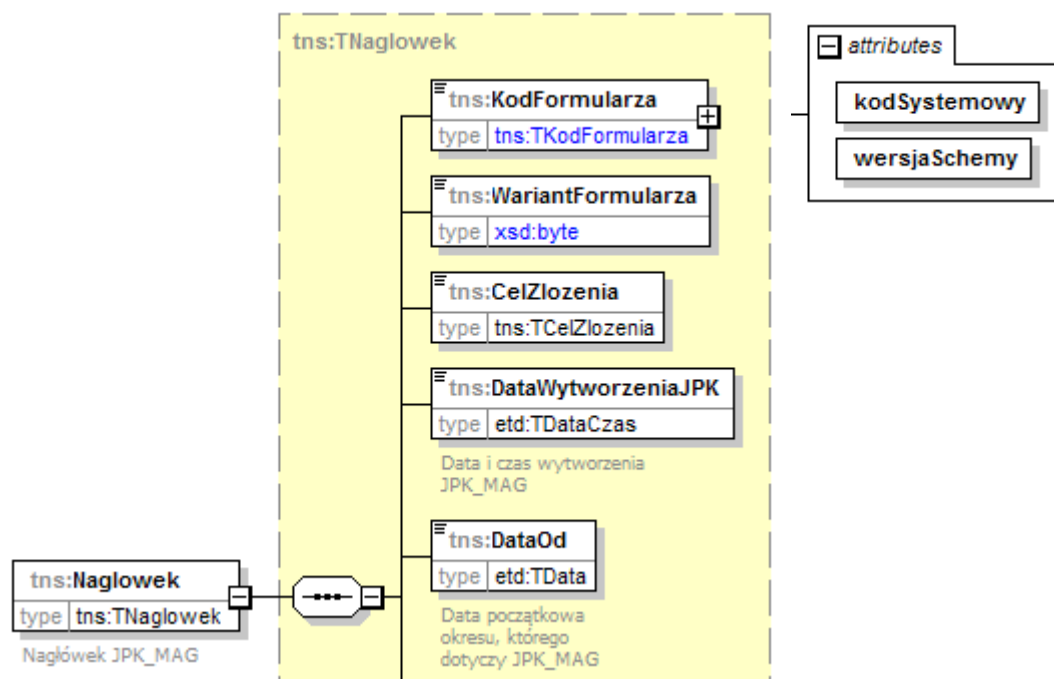 tns:TNaglowek
attributes
tns:KodFormularza
type tns:TKodFormularza
kodSystemowy
wersjaSchemy
tns:WariantFormularza
type xsd:byte
tns:CelZlozenia
type tns:TCelZlozenia
tns:DataWytworzeniaJPK
type etd:TDataCzas
Data i czas wytworzenia
JPK_MAG
tns:DataOd
type etd:TData
Data początkowa
okresu, którego
dotyczy JPK_MAG
tns:Naglowek
type tns:TNaglowek
Nagłówek JPK_MAG